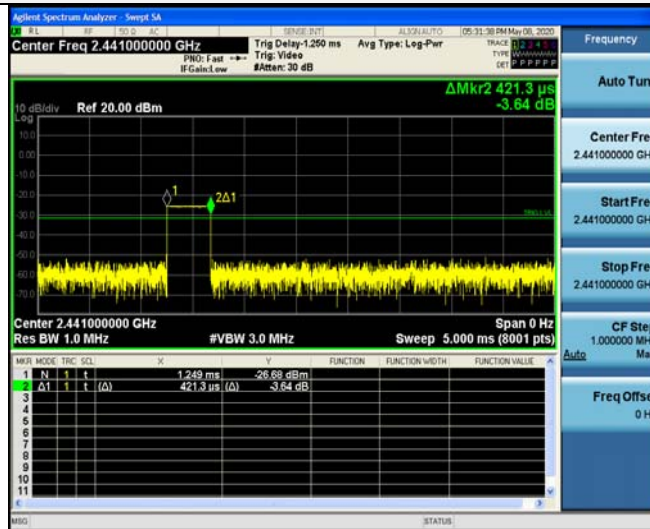 Agilent Spectrum Analyzer - Swept SA
RL RF 50 Ω AC SENSE:INT ALIGN AUTO 05:31:38 PM May 08, 2020
Center Freq 2.441000000 GHz
PNO: Fast
IFGain:Low
Trig Delay-1.250 ms
Trig: Video
#Atten: 30 dB
Avg Type: Log-Pwr
TRACE 1 2 3 4 5 6
TYPE
DET P P P P P P
ΔMkr2 421.3 µs
-3.64 dB
10 dB/div Ref 20.00 dBm
Log
10.0
0.00
-10.0
-20.0
-30.0
-40.0
-50.0
-60.0
-70.0
1
2Δ1
TRIG LVL
Center 2.441000000 GHz
Span 0 Hz
Res BW 1.0 MHz #VBW 3.0 MHz Sweep 5.000 ms (8001 pts)
MKR MODE TRC SCL X Y FUNCTION FUNCTION WIDTH FUNCTION VALUE
1 N 1 t 1.249 ms -26.68 dBm
2 Δ1 1 t (Δ) 421.3 µs (Δ) -3.64 dB
3
4
5
6
7
8
9
10
11
MSG STATUS
Frequency
Auto Tun
Center Fre
2.441000000 GH
Start Fre
2.441000000 GH
Stop Fre
2.441000000 GH
CF Ste
1.000000 MH
Auto Ma
Freq Offse
0 H